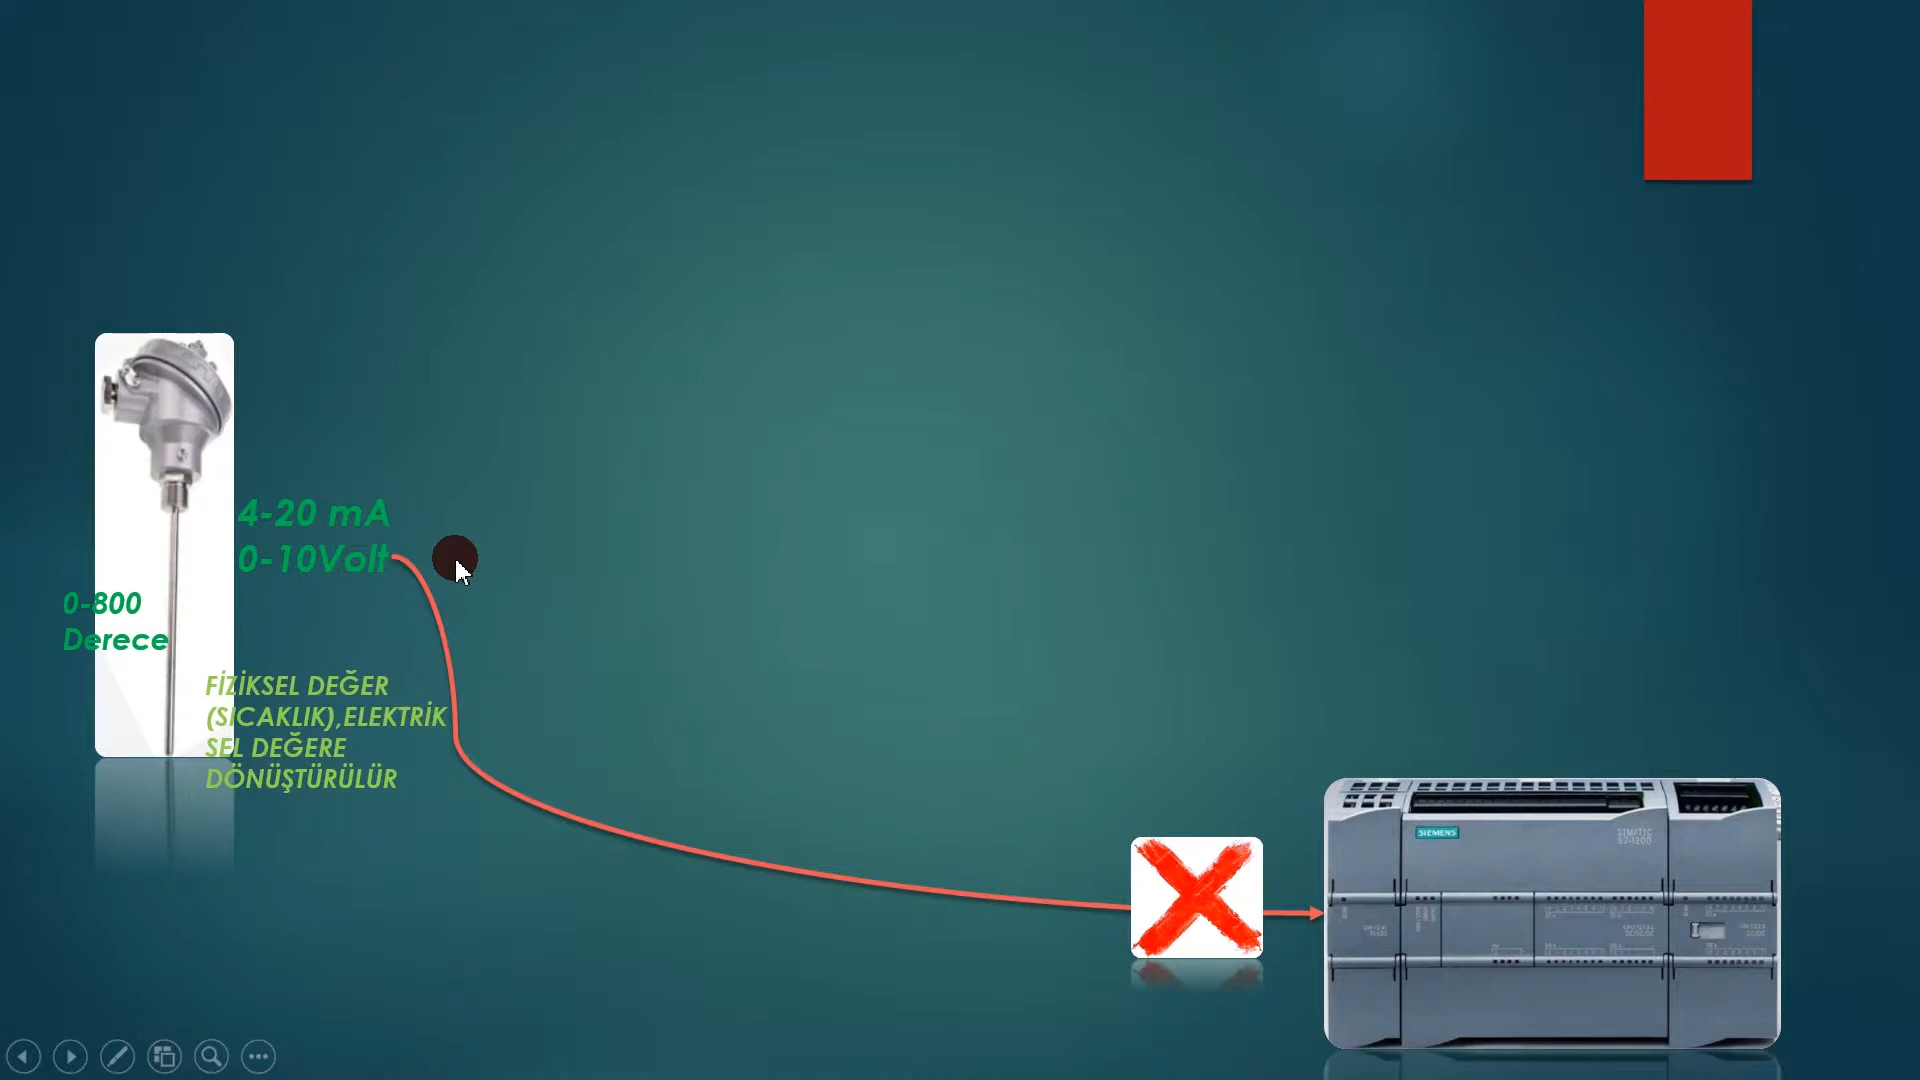 4-20 mA
0-10Volt
0-800
Derece
FİZİKSEL DEĞER
(SICAKLIK),ELEKTRİK
SEL DEĞERE
DÖNÜŞTÜRÜLÜR
SIEMENS
SIMATIC
S7-1200